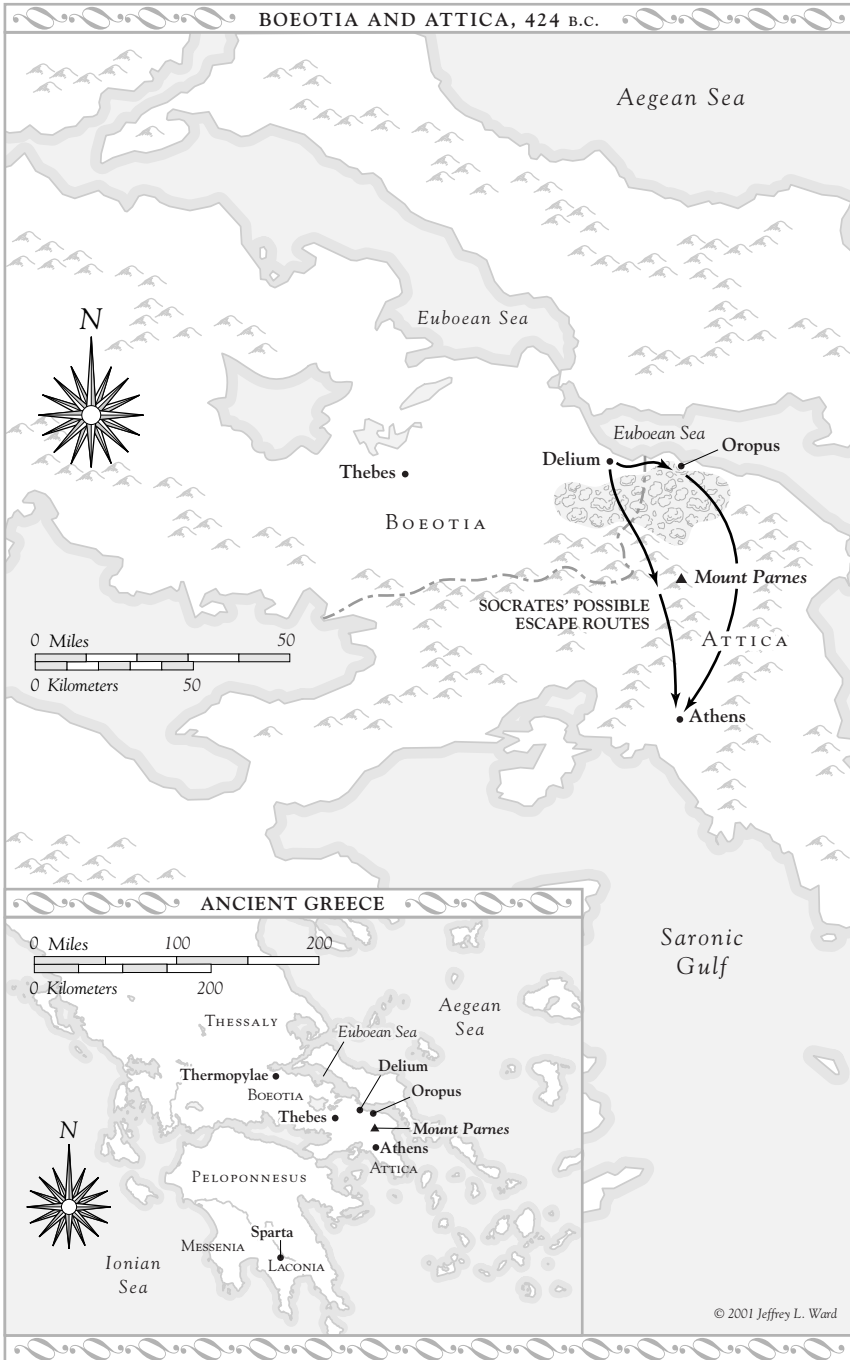 BOEOTIA AND ATTICA, 424 B.C.
Aegean Sea
N
Euboean Sea
Euboean Sea
Delium
Oropus
Thebes
BOEOTIA
Mount Parnes
SOCRATES’ POSSIBLE
ESCAPE ROUTES
ATTICA
0 Miles 50
0 Kilometers 50
Athens
Saronic
Gulf
ANCIENT GREECE
0 Miles 100 200
0 Kilometers 200
Aegean
Sea
THESSALY
Euboean Sea
Delium
Thermopylae
BOEOTIA
Oropus
Thebes
Mount Parnes
N
Athens
ATTICA
PELOPONNESUS
Sparta
MESSENIA
LACONIA
Ionian
Sea
© 2001 Jeffrey L. Ward